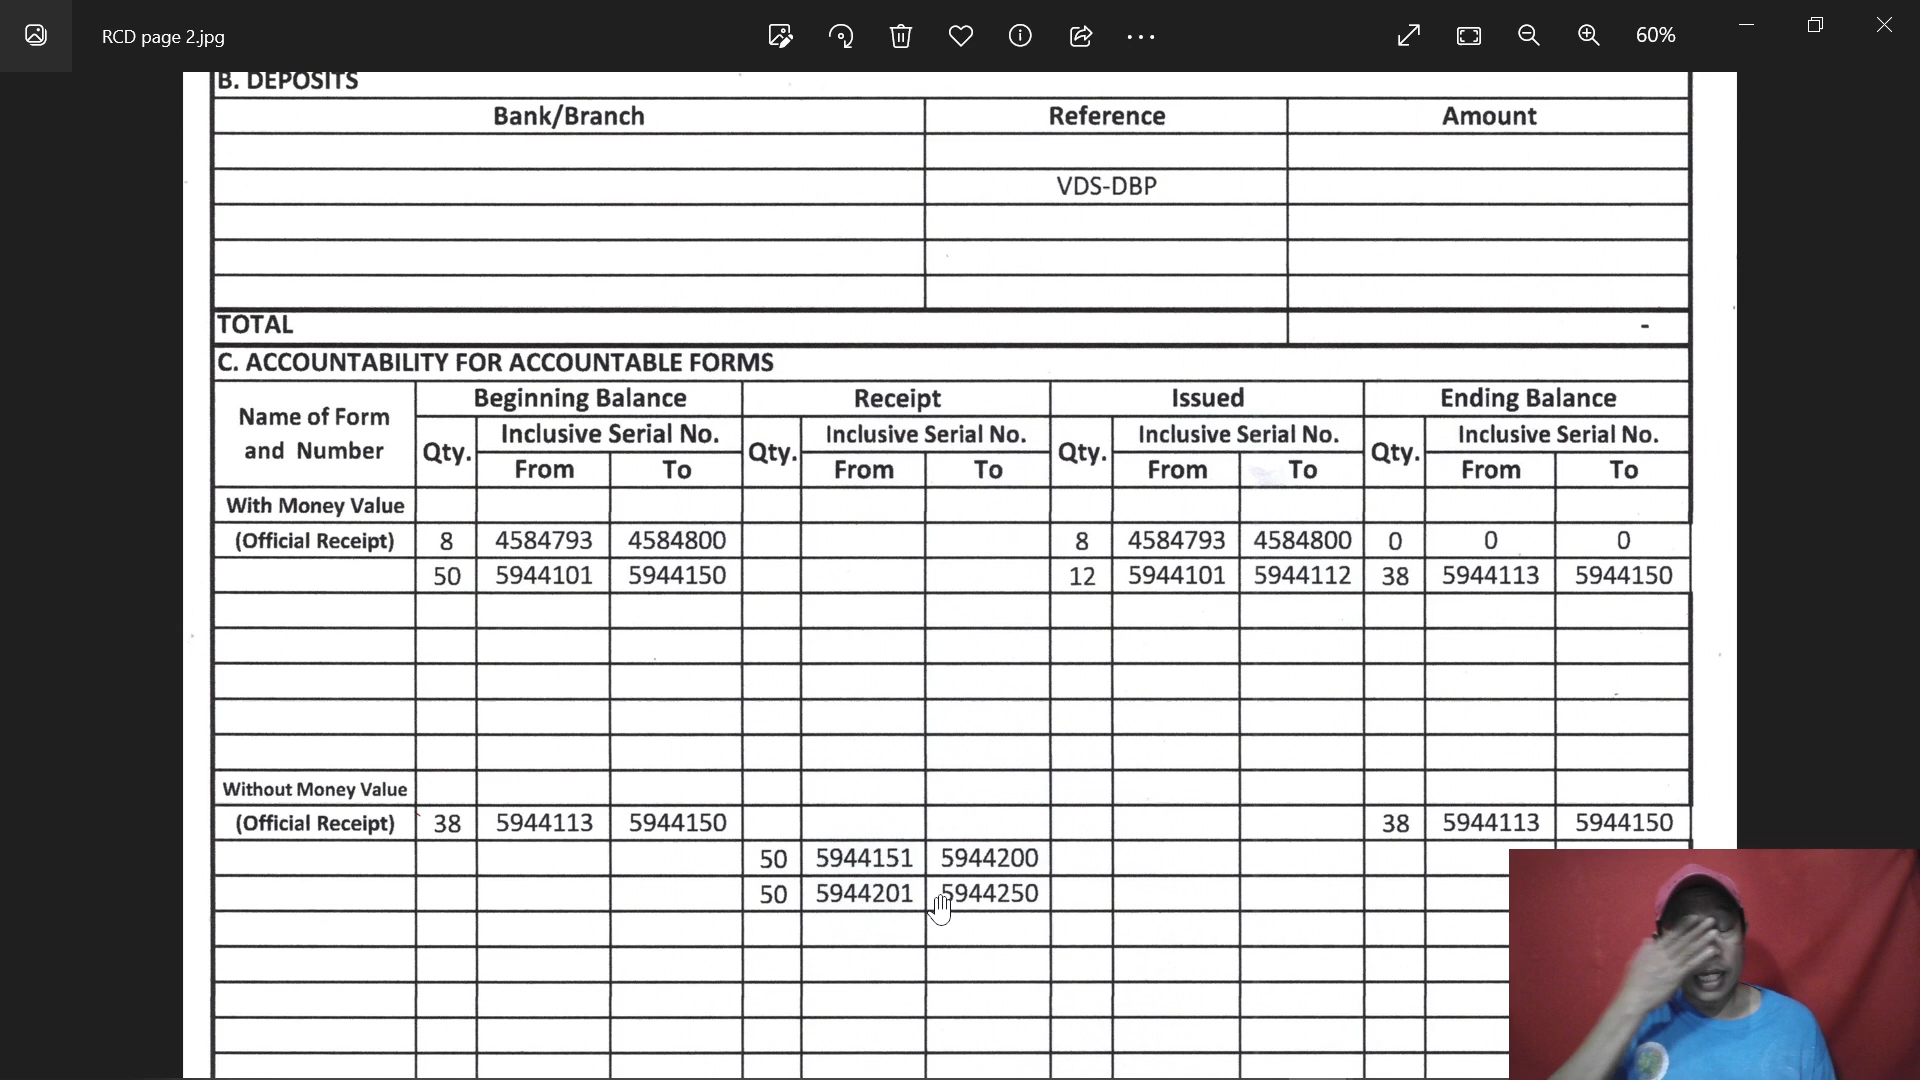 RCD page 2.jpg
60%
B. DEPOSITS
Bank/Branch Reference Amount
VDS-DBP
TOTAL -
C. ACCOUNTABILITY FOR ACCOUNTABLE FORMS
Name of Form and Number Beginning Balance Receipt Issued Ending Balance
Qty. Inclusive Serial No. Qty. Inclusive Serial No. Qty. Inclusive Serial No. Qty. Inclusive Serial No.
From To From To From To From To
With Money Value
(Official Receipt) 8 4584793 4584800 8 4584793 4584800 0 0 0
50 5944101 5944150 12 5944101 5944112 38 5944113 5944150
Without Money Value
(Official Receipt) 38 5944113 5944150 38 5944113 5944150
50 5944151 5944200
50 5944201 5944250